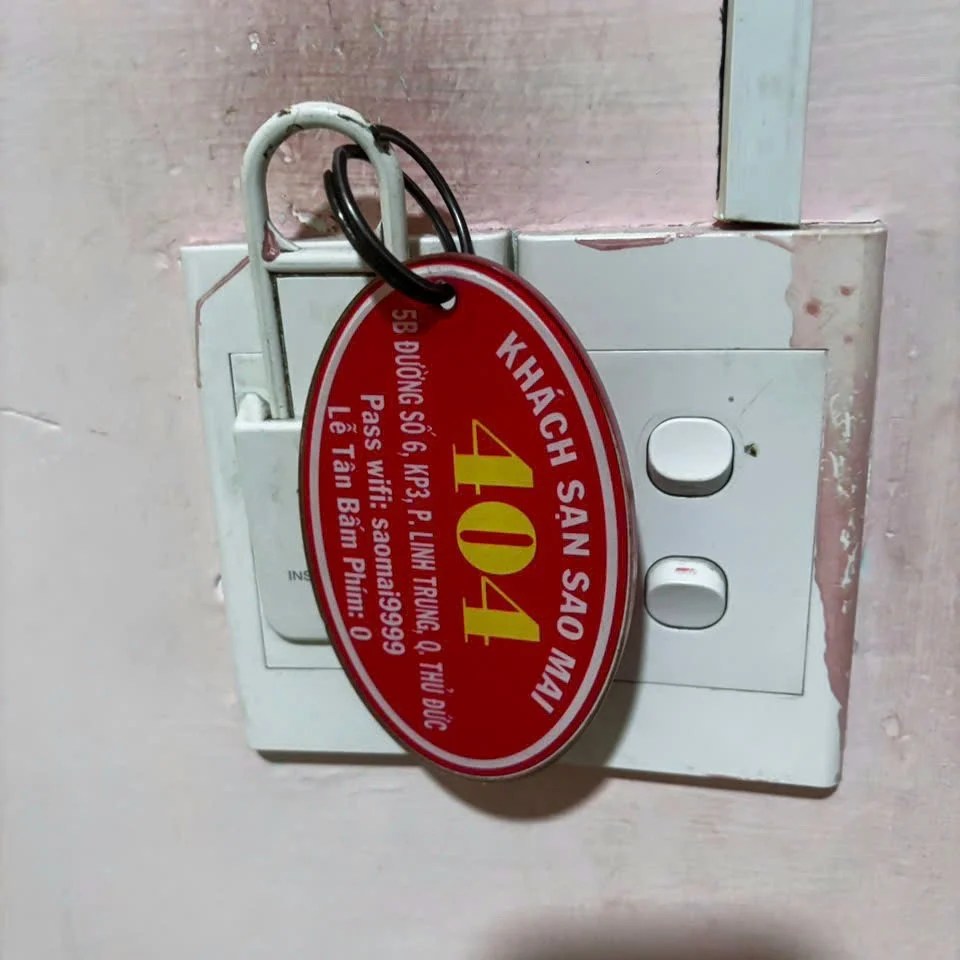 KHÁCH SẠN SAO MAI
404
5B ĐƯỜNG SỐ 6, KP3, P. LINH TRUNG, Q. THỦ ĐỨC
Pass wifi: saomai9999
Lễ Tân Bấm Phím: 0